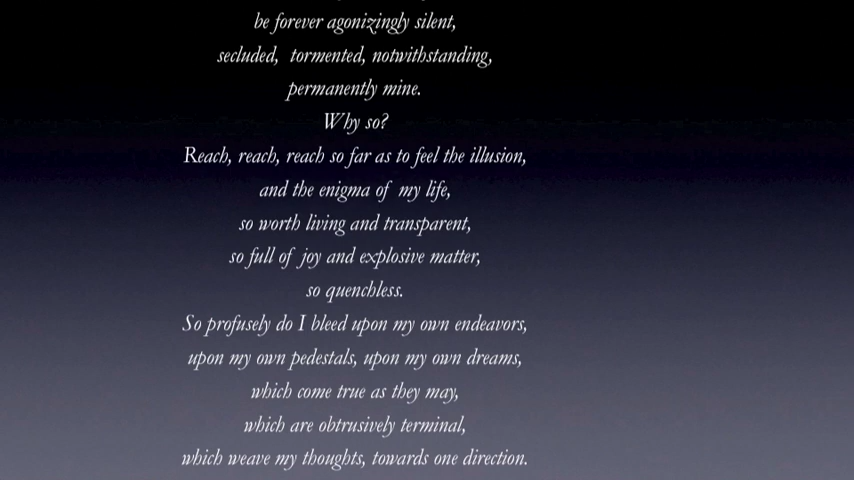 be forever agonizingly silent,
secluded, tormented, notwithstanding,
permanently mine.
Why so?
Reach, reach, reach so far as to feel the illusion,
and the enigma of my life,
so worth living and transparent,
so full of joy and explosive matter,
so quenchless.
So profusely do I bleed upon my own endeavors,
upon my own pedestals, upon my own dreams,
which come true as they may,
which are obtrusively terminal,
which weave my thoughts, towards one direction.